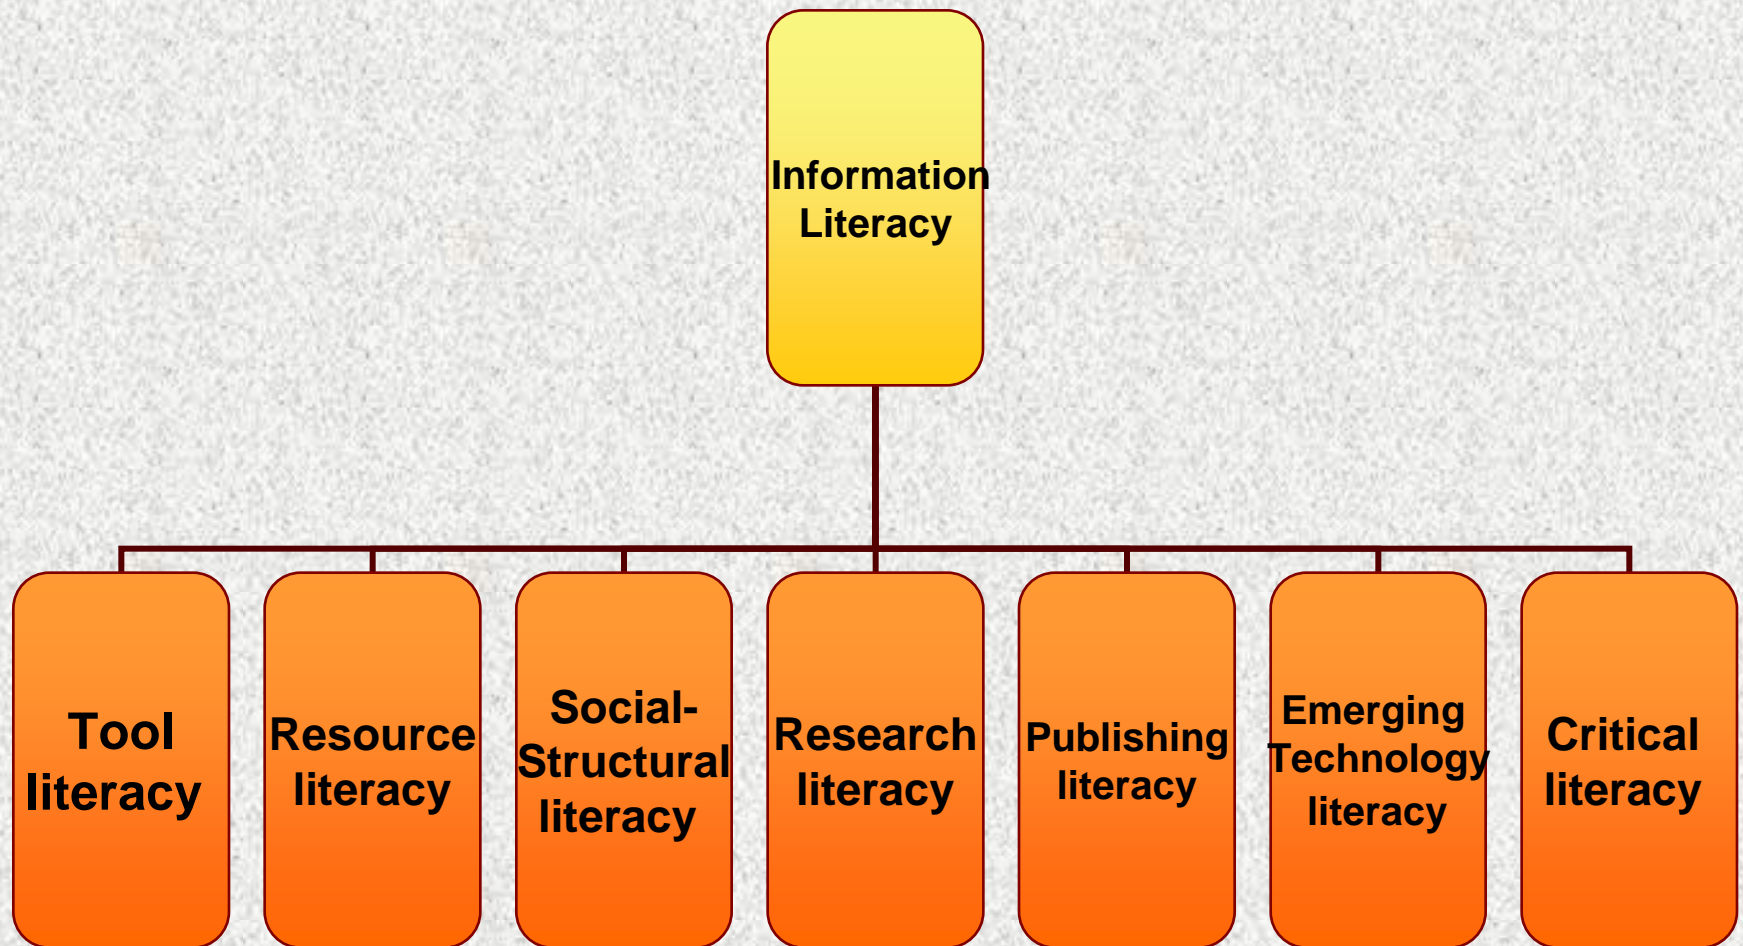 Information
Literacy
Tool
literacy
Resource
literacy
Social-
Structural
literacy
Research
literacy
Publishing
literacy
Emerging
Technology
literacy
Critical
literacy